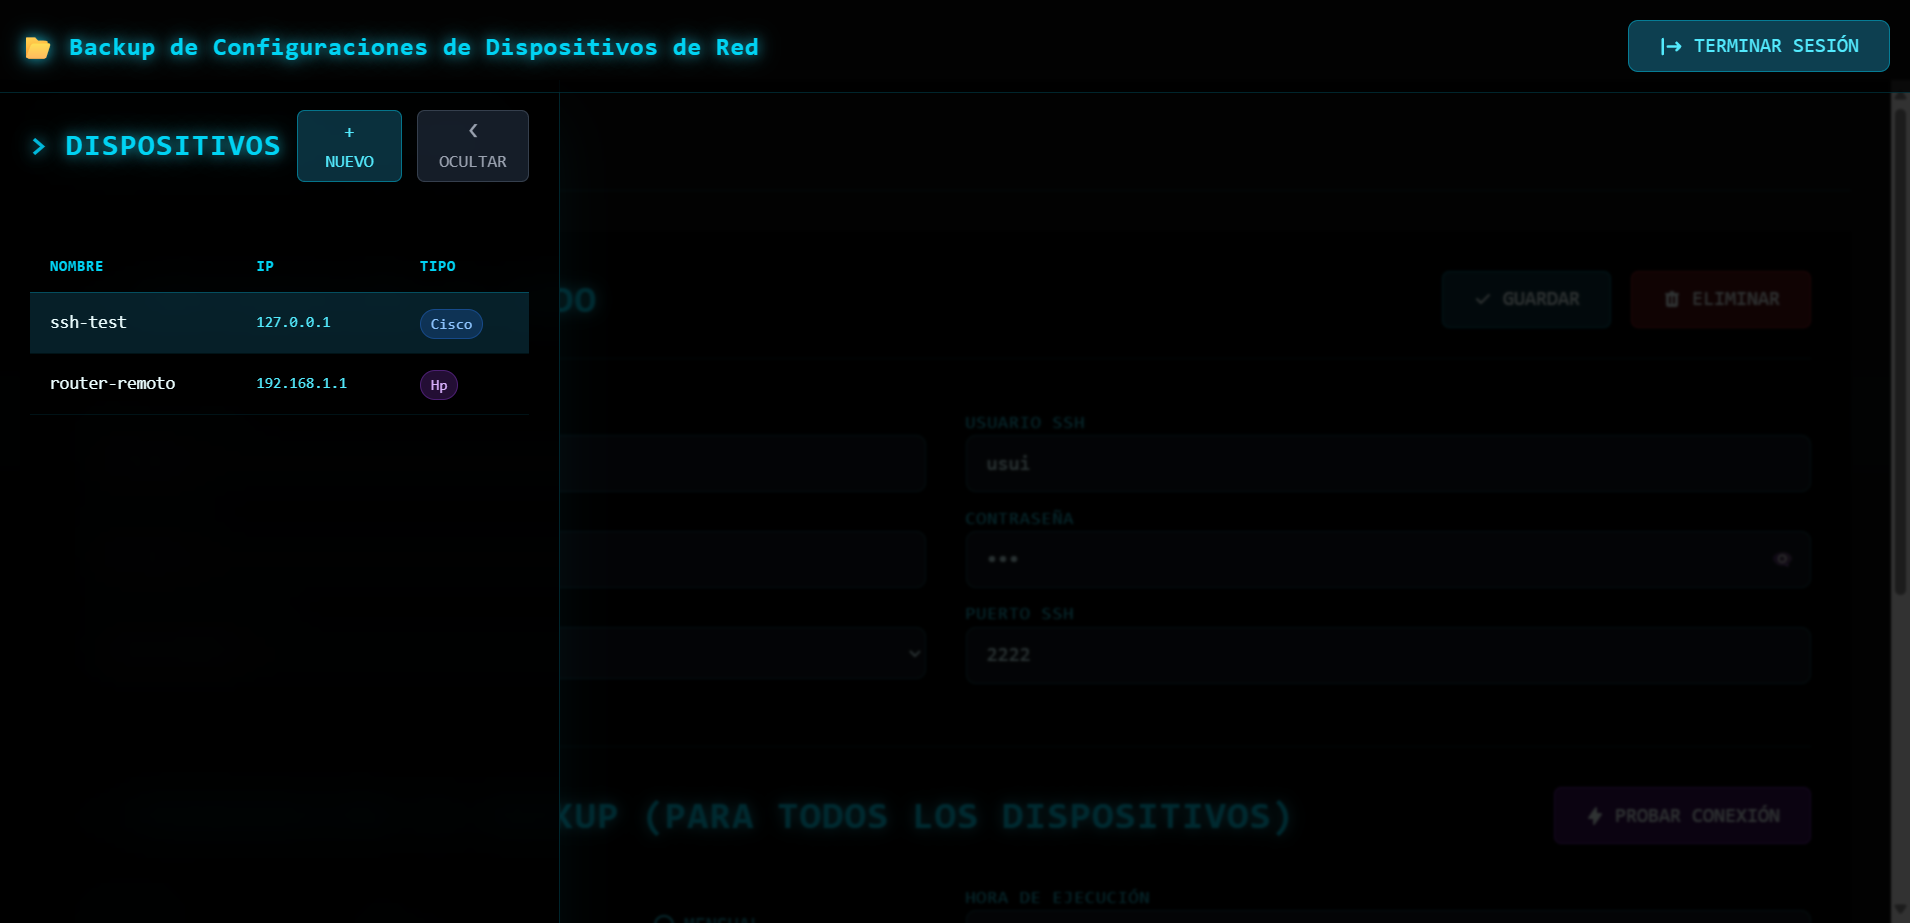 Backup de Configuraciones de Dispositivos de Red
|→ TERMINAR SESIÓN
> DISPOSITIVOS
+ NUEVO
❮ OCULTAR
NOMBRE IP TIPO
ssh-test 127.0.0.1 Cisco
router-remoto 192.168.1.1 Hp
DO
GUARDAR
ELIMINAR
USUARIO SSH
usui
CONTRASEÑA
•••
PUERTO SSH
2222
KUP (PARA TODOS LOS DISPOSITIVOS)
PROBAR CONEXIÓN
HORA DE EJECUCIÓN
MENSUAL